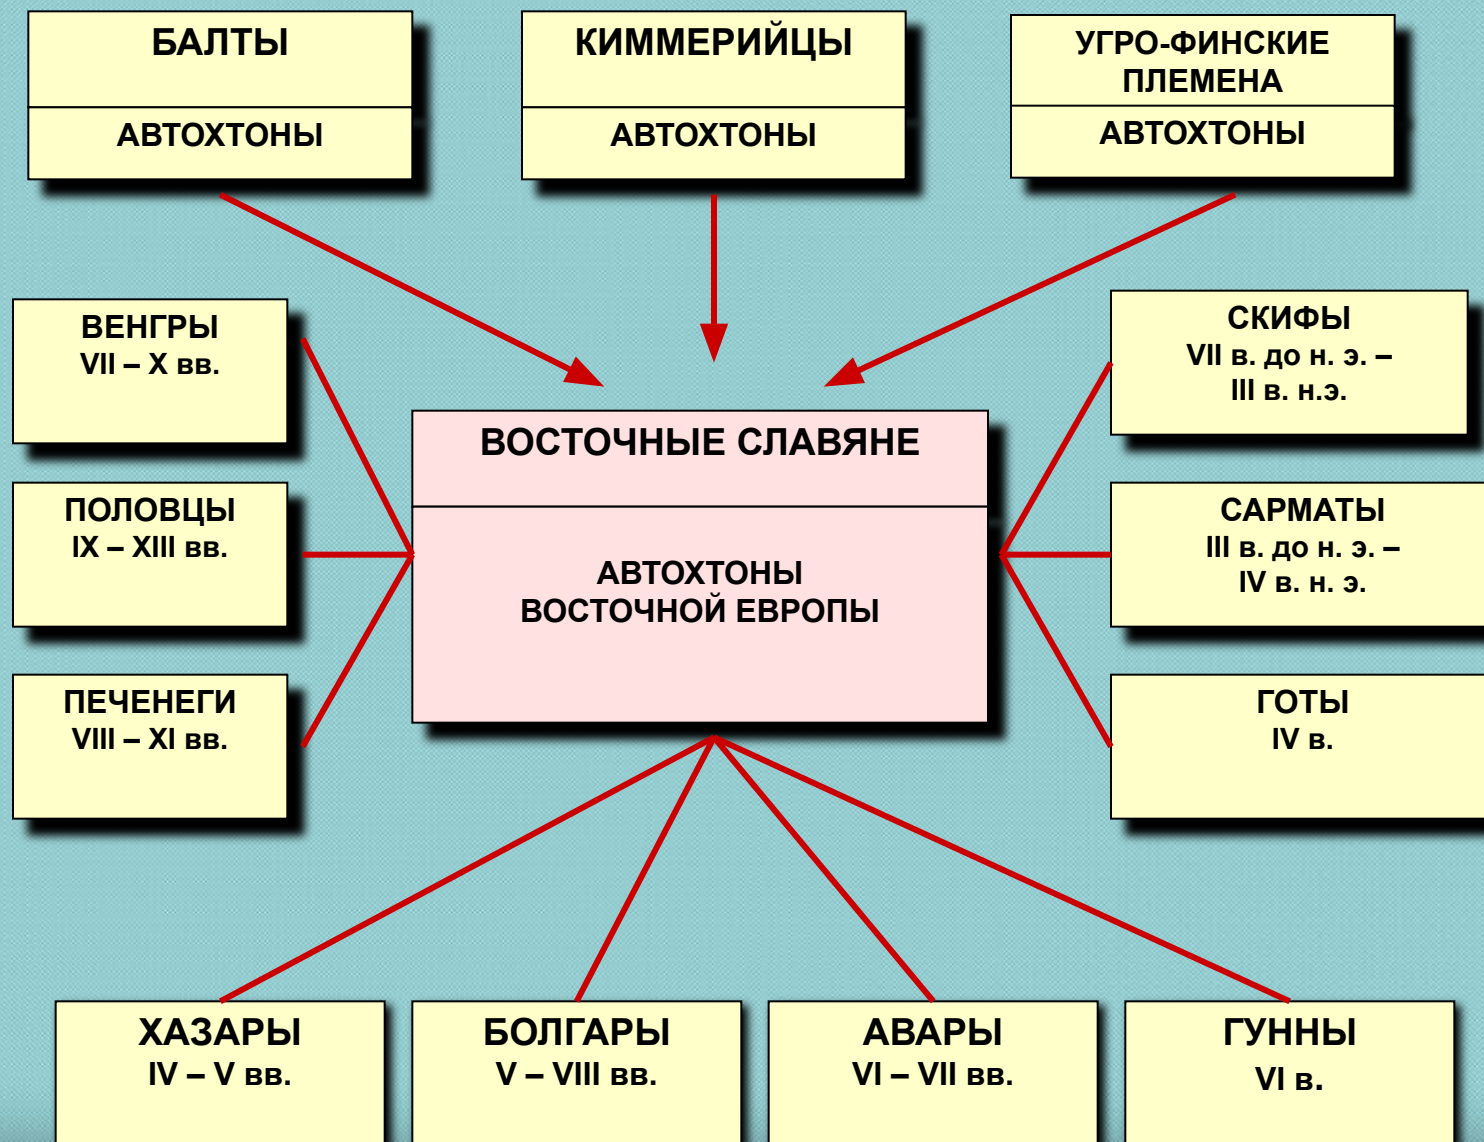 БАЛТЫ
АВТОХТОНЫ
КИММЕРИЙЦЫ
АВТОХТОНЫ
УГРО-ФИНСКИЕ
ПЛЕМЕНА
АВТОХТОНЫ
ВЕНГРЫ
VII – X вв.
ПОЛОВЦЫ
IX – XIII вв.
ПЕЧЕНЕГИ
VIII – XI вв.
ВОСТОЧНЫЕ СЛАВЯНЕ
АВТОХТОНЫ
ВОСТОЧНОЙ ЕВРОПЫ
СКИФЫ
VII в. до н. э. –
III в. н.э.
САРМАТЫ
III в. до н. э. –
IV в. н. э.
ГОТЫ
IV в.
ХАЗАРЫ
IV – V вв.
БОЛГАРЫ
V – VIII вв.
АВАРЫ
VI – VII вв.
ГУННЫ
VI в.